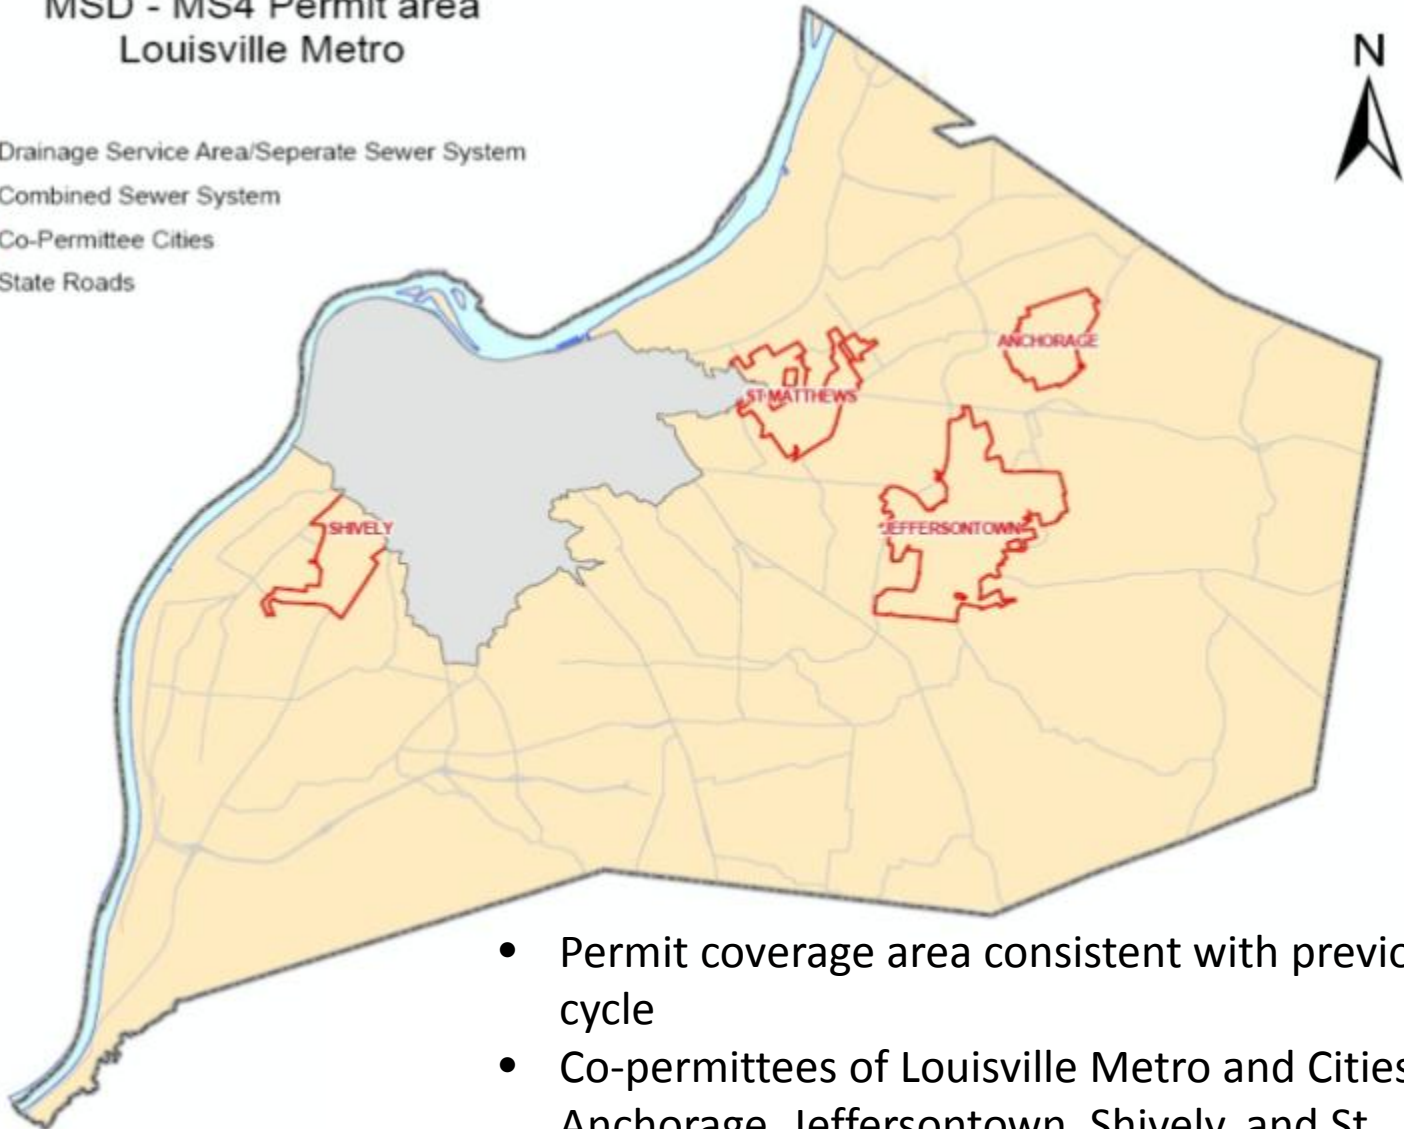 MSD - MS4 Permit area
Louisville Metro
N
Drainage Service Area/Seperate Sewer System
Combined Sewer System
Co-Permittee Cities
State Roads
ANCHORAGE
ST MATTHEWS
SHIVELY
JEFFERSONTOWN
• Permit coverage area consistent with previo
cycle
• Co-permittees of Louisville Metro and Cities
Anchorage, Jeffersontown, Shively, and St.